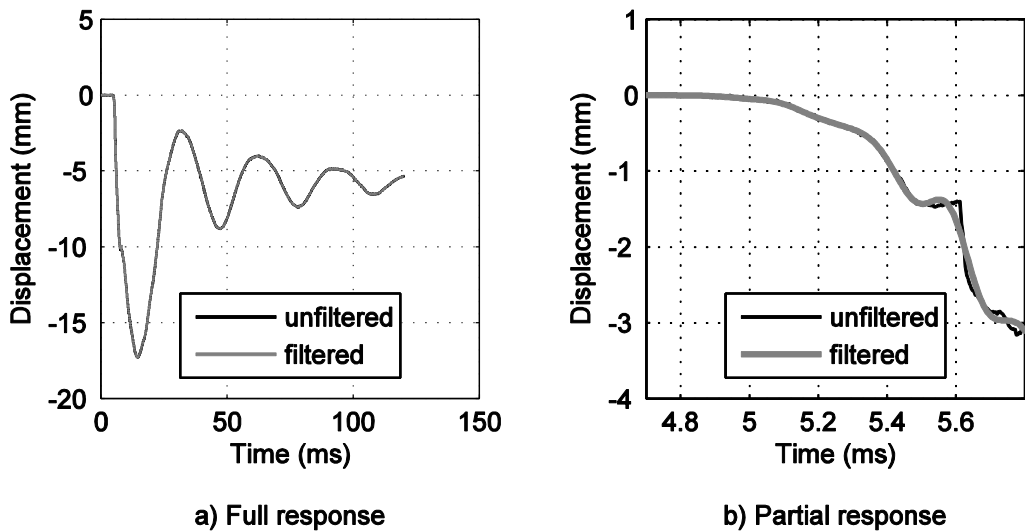 5
0
-5
-10
-15
-20
0
50
100
150
Displacement (mm)
Time (ms)
unfiltered
filtered
a) Full response
1
0
-1
-2
-3
-4
4.8
5
5.2
5.4
5.6
Displacement (mm)
Time (ms)
unfiltered
filtered
b) Partial response